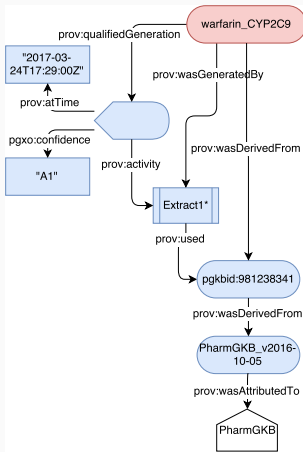 warfarin_CYP2C9
prov:qualifiedGeneration
"2017-03-
24T17:29:00Z"
prov:wasGeneratedBy
prov:atTime
pgxo:confidence
prov:wasDerivedFrom
prov:activity
"A1"
Extract1*
prov:used
pgkbid:981238341
prov:wasDerivedFrom
PharmGKB_v2016-
10-05
prov:wasAttributedTo
PharmGKB